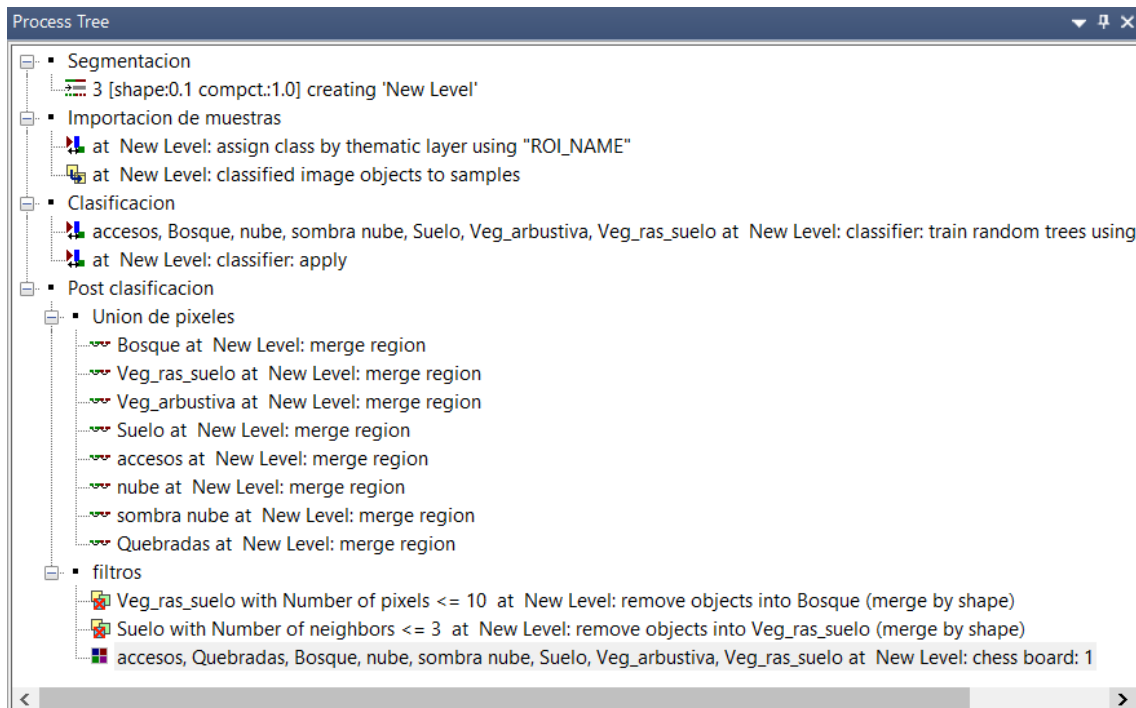 Process Tree
Segmentacion
3 [shape:0.1 compct.:1.0] creating 'New Level'
Importacion de muestras
at New Level: assign class by thematic layer using "ROI_NAME"
at New Level: classified image objects to samples
Clasificacion
accesos, Bosque, nube, sombra nube, Suelo, Veg_arbustiva, Veg_ras_suelo at New Level: classifier: train random trees using
at New Level: classifier: apply
Post clasificacion
Union de pixeles
Bosque at New Level: merge region
Veg_ras_suelo at New Level: merge region
Veg_arbustiva at New Level: merge region
Suelo at New Level: merge region
accesos at New Level: merge region
nube at New Level: merge region
sombra nube at New Level: merge region
Quebradas at New Level: merge region
filtros
Veg_ras_suelo with Number of pixels <= 10 at New Level: remove objects into Bosque (merge by shape)
Suelo with Number of neighbors <= 3 at New Level: remove objects into Veg_ras_suelo (merge by shape)
accesos, Quebradas, Bosque, nube, sombra nube, Suelo, Veg_arbustiva, Veg_ras_suelo at New Level: chess board: 1